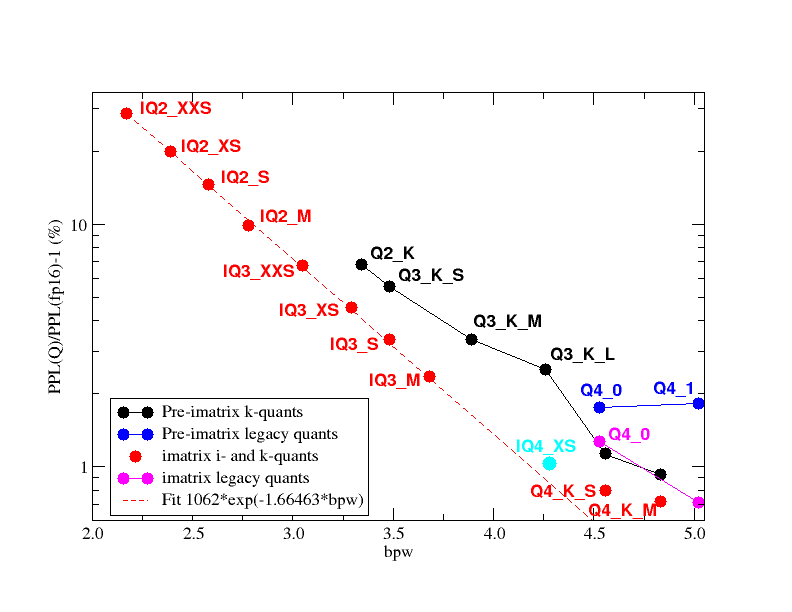 IQ2_XXS
IQ2_XS
IQ2_S
IQ2_M
10
Q2_K
IQ3_XXS
Q3_K_S
IQ3_XS
Q3_K_M
IQ3_S
Q3_K_L
IQ3_M
Q4_0
Q4_1
PPL(Q)/PPL(fp16)-1 (%)
Pre-imatrix k-quants
Pre-imatrix legacy quants
imatrix i- and k-quants
imatrix legacy quants
Fit 1062*exp(-1.66463*bpw)
Q4_0
IQ4_XS
1
Q4_K_S
Q4_K_M
2.0 2.5 3.0 3.5 4.0 4.5 5.0
bpw